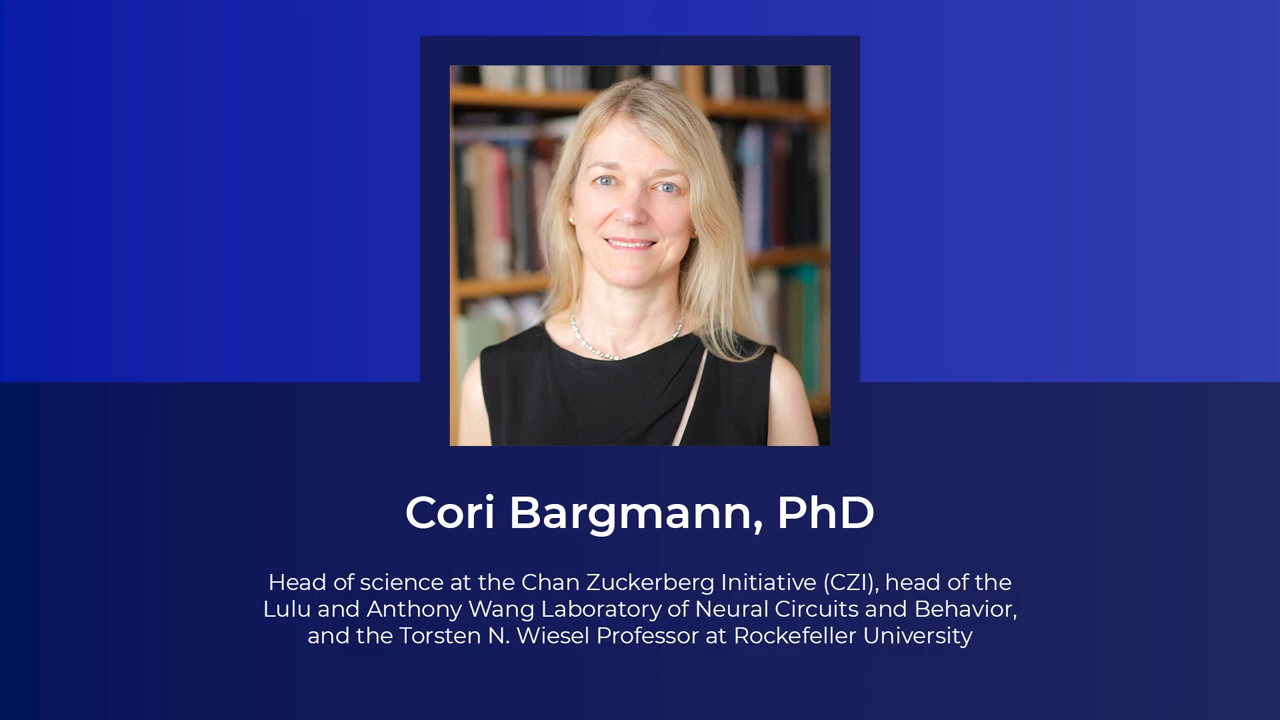 Cori Bargmann, PhD
Head of science at the Chan Zuckerberg Initiative (CZI), head of the
Lulu and Anthony Wang Laboratory of Neural Circuits and Behavior,
and the Torsten N. Wiesel Professor at Rockefeller University